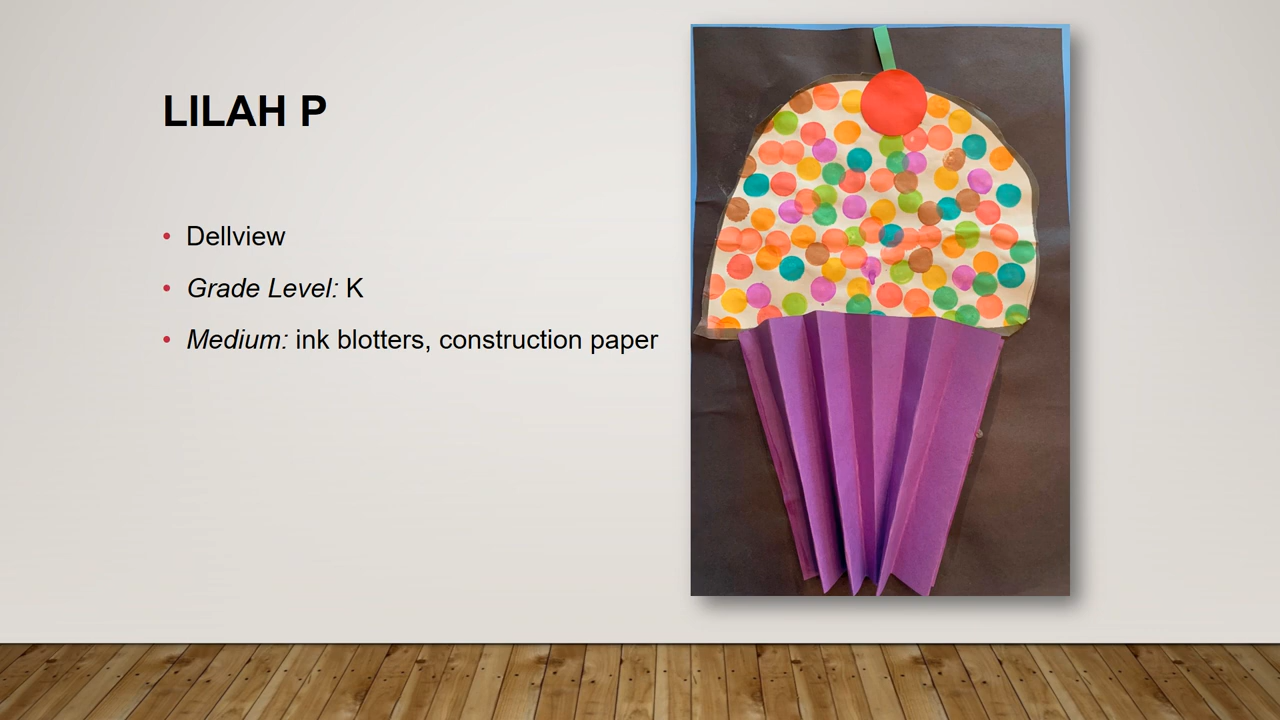 LILAH P
Dellview
Grade Level: K
Medium: ink blotters, construction paper